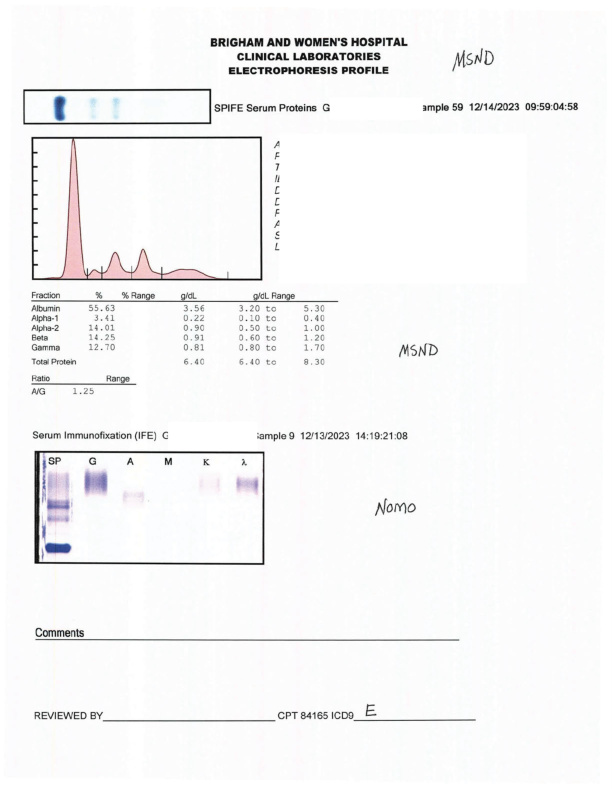 BRIGHAM AND WOMEN'S HOSPITAL
CLINICAL LABORATORIES
ELECTROPHORESIS PROFILE
MSND
SPIFE Serum Proteins G ample 59 12/14/2023 09:59:04:58
A
F
T
D
F
A
S
L
Fraction % % Range g/dL g/dL Range
Albumin 55.63 3.56 3.20 to 5.30
Alpha-1 3.41 0.22 0.10 to 0.40
Alpha-2 14.01 0.90 0.50 to 1.00
Beta 14.25 0.91 0.60 to 1.20
Gamma 12.70 0.81 0.80 to 1.70
Total Protein 6.40 6.40 to 8.30
MSND
Ratio Range
A/G 1.25
Serum Immunofixation (IFE) G ample 9 12/13/2023 14:19:21:08
SP G A M K λ
Nomo
Comments
REVIEWED BY CPT 84165 ICD9 E